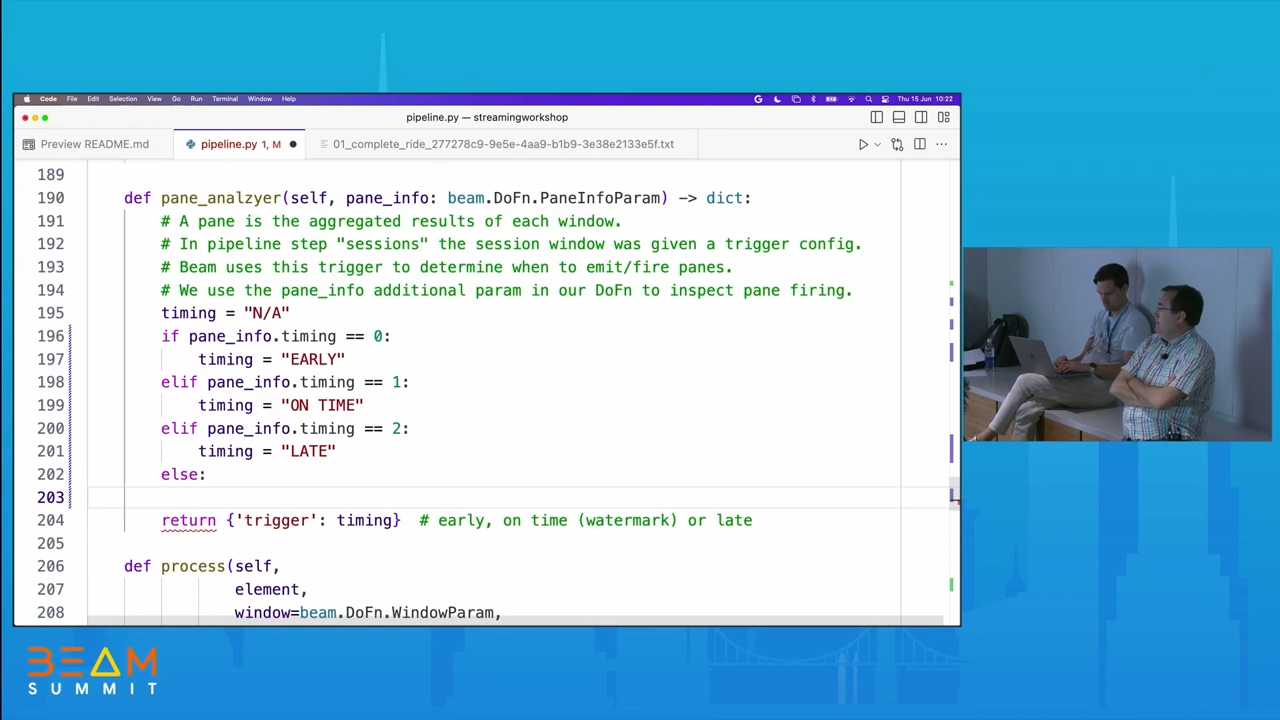 Code File Edit Selection View Go Run Terminal Window Help
Thu 15 Jun 10:22
pipeline.py — streamingworkshop
Preview README.md
pipeline.py 1, M
01_complete_ride_277278c9-9e5e-4aa9-b1b9-3e38e2133e5f.txt
189
190 def pane_analzyer(self, pane_info: beam.DoFn.PaneInfoParam) -> dict:
191 # A pane is the aggregated results of each window.
192 # In pipeline step "sessions" the session window was given a trigger config.
193 # Beam uses this trigger to determine when to emit/fire panes.
194 # We use the pane_info additional param in our DoFn to inspect pane firing.
195 timing = "N/A"
196 if pane_info.timing == 0:
197 timing = "EARLY"
198 elif pane_info.timing == 1:
199 timing = "ON TIME"
200 elif pane_info.timing == 2:
201 timing = "LATE"
202 else:
203
204 return {'trigger': timing} # early, on time (watermark) or late
205
206 def process(self,
207 element,
208 window=beam.DoFn.WindowParam,
BEAM
SUMMIT